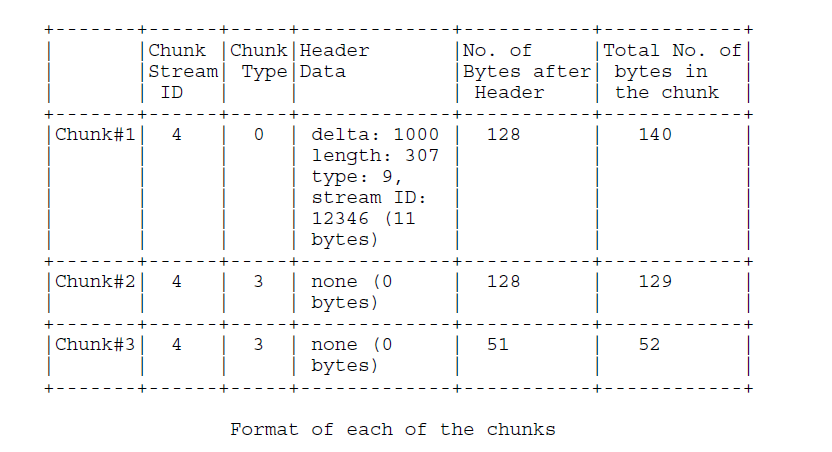 +-------+------+-----+-------------+-----------+------------+
|       |Chunk |Chunk|Header       |No. of     |Total No. of|
|       |Stream| Type|Data         |Bytes after| bytes in   |
|       | ID   |     |             | Header    | the chunk  |
+-------+------+-----+-------------+-----------+------------+
|Chunk#1|  4   |  0  | delta: 1000 |  128      |   140      |
|       |      |     | length: 307 |           |            |
|       |      |     | type: 9,    |           |            |
|       |      |     | stream ID:  |           |            |
|       |      |     | 12346 (11   |           |            |
|       |      |     | bytes)      |           |            |
+-------+------+-----+-------------+-----------+------------+
|Chunk#2|  4   |  3  | none (0     |  128      |   129      |
|       |      |     | bytes)      |           |            |
+-------+------+-----+-------------+-----------+------------+
|Chunk#3|  4   |  3  | none (0     |  51       |   52       |
|       |      |     | bytes)      |           |            |
+-------+------+-----+-------------+-----------+------------+
Format of each of the chunks